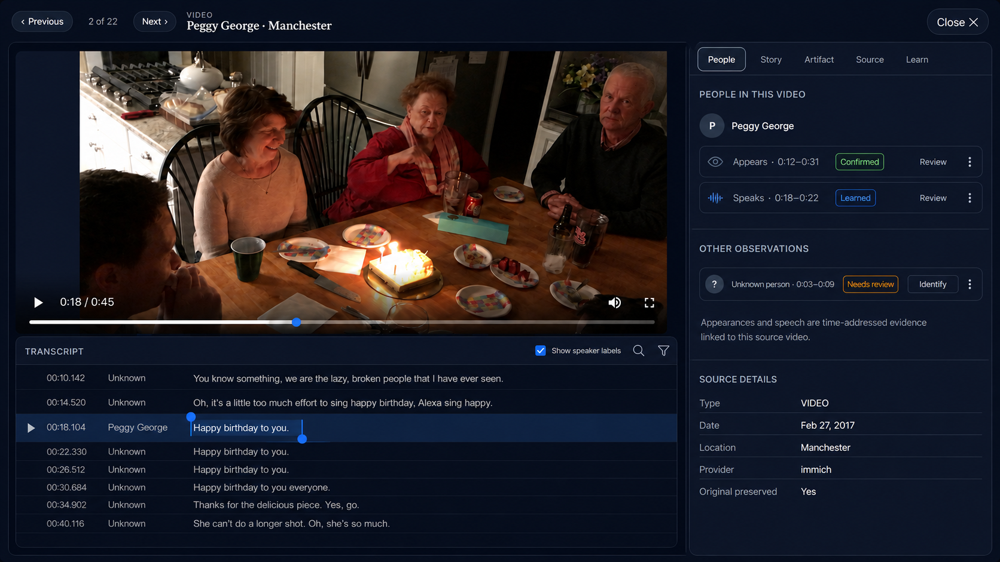 ‹ Previous
2 of 22
Next ›
VIDEO
Peggy George · Manchester
Close
0:18 / 0:45
TRANSCRIPT
Show speaker labels
00:10.142 Unknown You know something, we are the lazy, broken people that I have ever seen.
00:14.520 Unknown Oh, it's a little too much effort to sing happy birthday, Alexa sing happy.
00:18.104 Peggy George Happy birthday to you.
00:22.330 Unknown Happy birthday to you.
00:26.512 Unknown Happy birthday to you.
00:30.684 Unknown Happy birthday to you everyone.
00:34.902 Unknown Thanks for the delicious piece. Yes, go.
00:40.116 Unknown She can't do a longer shot. Oh, she's so much.
People Story Artifact Source Learn
PEOPLE IN THIS VIDEO
P Peggy George
Appears · 0:12–0:31 Confirmed Review
Speaks · 0:18–0:22 Learned Review
OTHER OBSERVATIONS
? Unknown person · 0:03–0:09 Needs review Identify
Appearances and speech are time-addressed evidence
linked to this source video.
SOURCE DETAILS
Type VIDEO
Date Feb 27, 2017
Location Manchester
Provider immich
Original preserved Yes